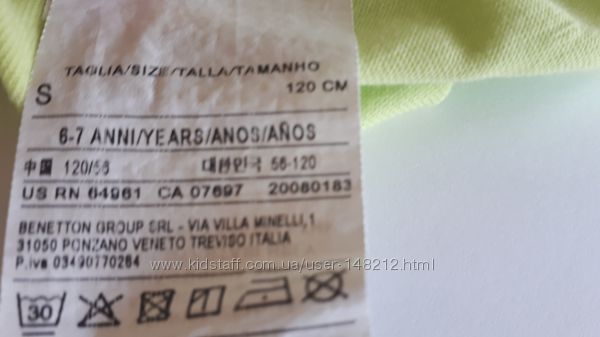 TAGLIA/SIZE/TALLA/TAMANHO
S 120 CM
6-7 ANNI/YEARS/ANOS/AÑOS
中国 120/56 대한민국 56-120
US RN 64961 CA 07697 20080183
BENETTON GROUP SRL - VIA VILLA MINELLI,1
31050 PONZANO VENETO TREVISO ITALIA
P.iva 03490770264
www.kidstaff.com.ua/user-148212.html
30